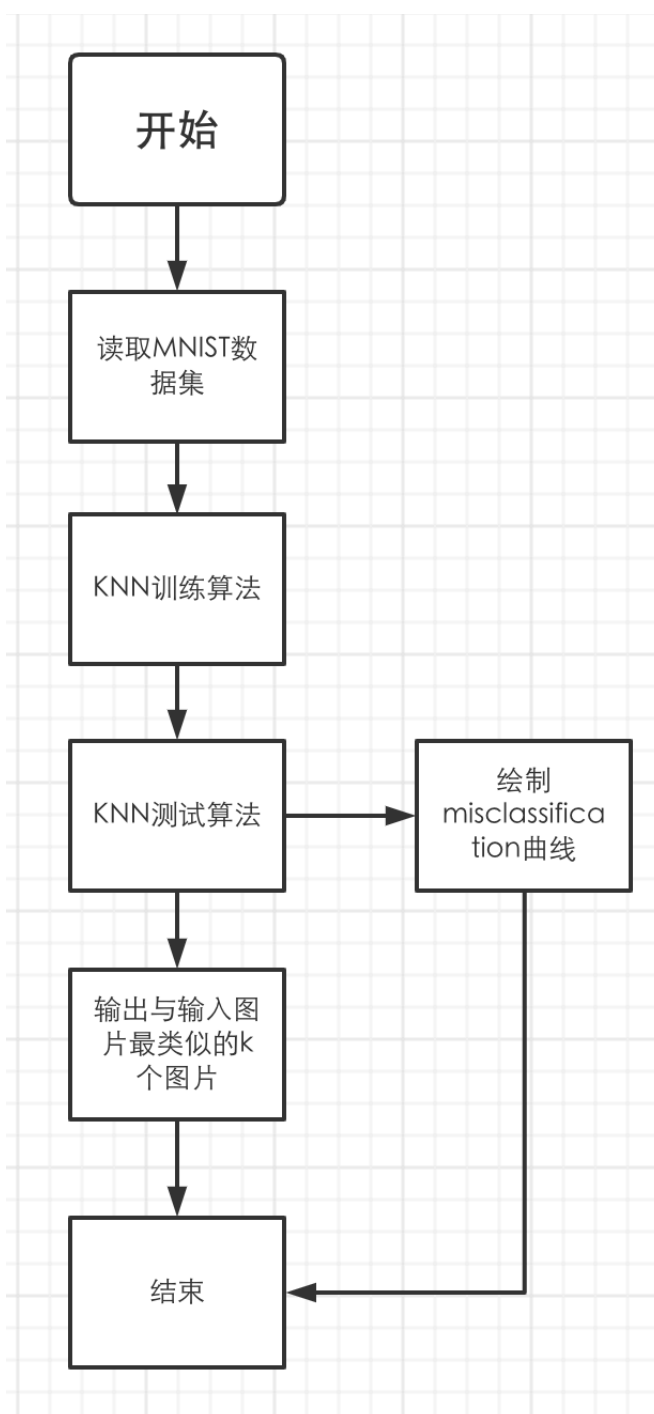 开始
读取MNIST数
据集
KNN训练算法
KNN测试算法
绘制
misclassifica
tion曲线
输出与输入图
片最类似的k
个图片
结束